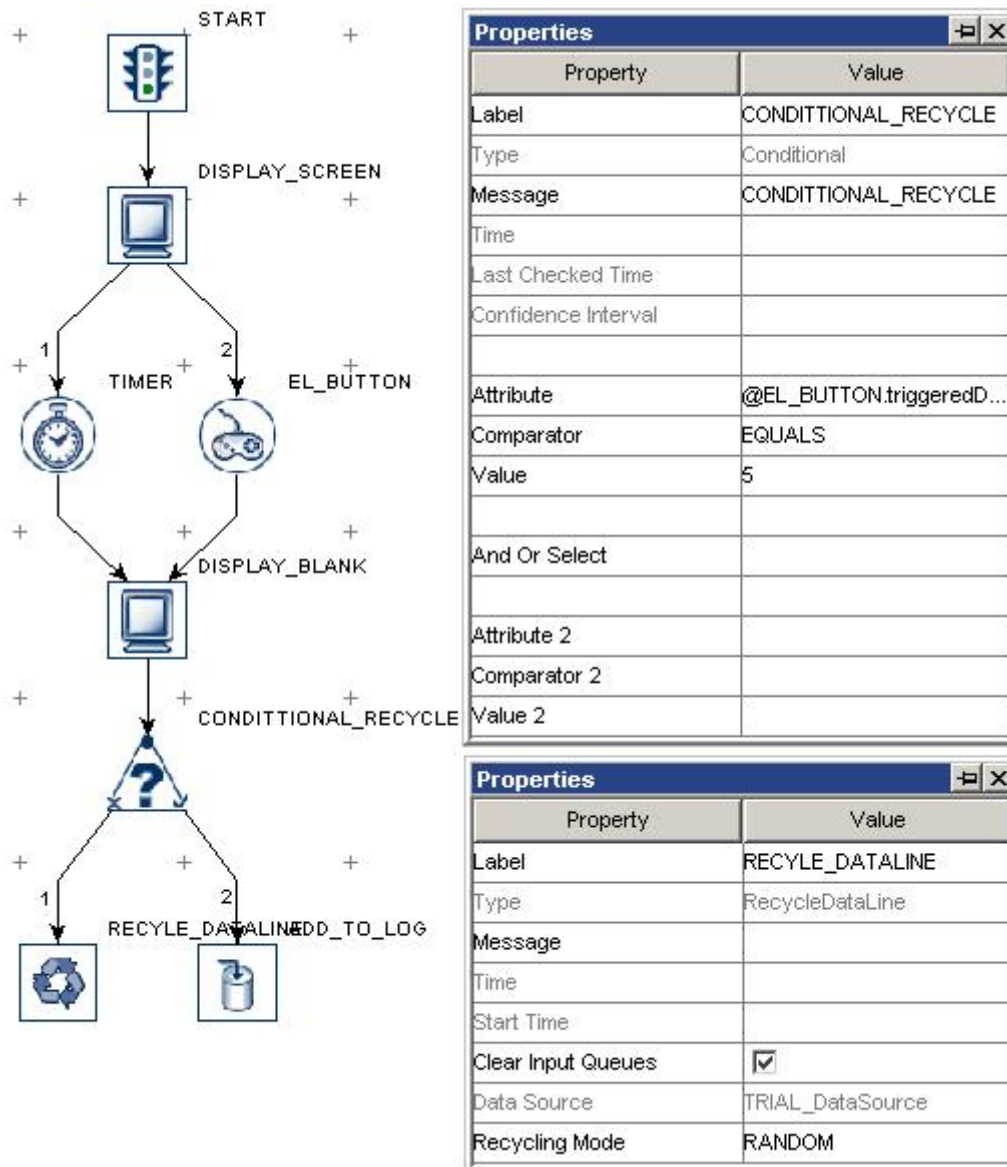 START
DISPLAY_SCREEN
1
2
TIMER
EL_BUTTON
DISPLAY_BLANK
CONDITTIONAL_RECYCLE
?
1
2
RECYLE_DATALINE
ADD_TO_LOG
Properties
Property Value
Label CONDITTIONAL_RECYCLE
Type Conditional
Message CONDITTIONAL_RECYCLE
Time
Last Checked Time
Confidence Interval
Attribute @EL_BUTTON.triggeredD...
Comparator EQUALS
Value 5
And Or Select
Attribute 2
Comparator 2
Value 2
Properties
Property Value
Label RECYLE_DATALINE
Type RecycleDataLine
Message
Time
Start Time
Clear Input Queues
Data Source TRIAL_DataSource
Recycling Mode RANDOM